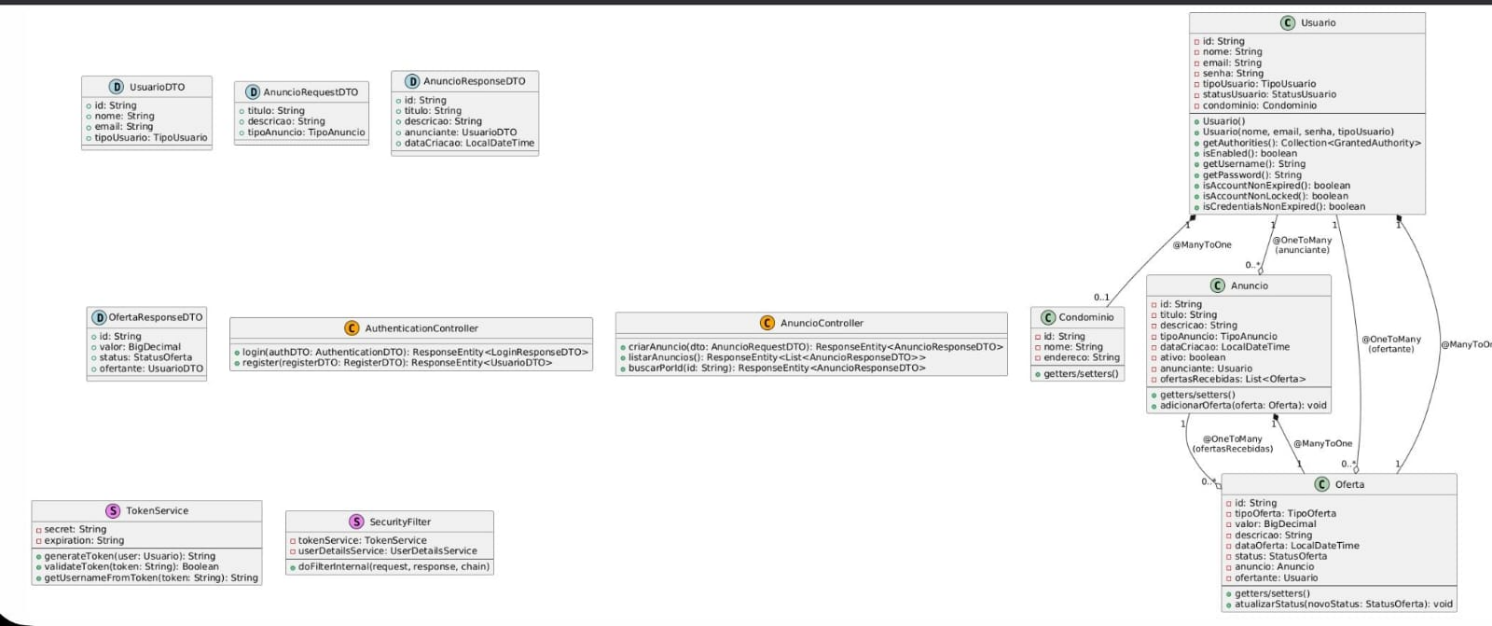 D UsuarioDTO
id: String
nome: String
email: String
tipoUsuario: TipoUsuario
D AnuncioRequestDTO
titulo: String
descricao: String
tipoAnuncio: TipoAnuncio
D AnuncioResponseDTO
id: String
titulo: String
descricao: String
anunciante: UsuarioDTO
dataCriacao: LocalDateTime
C Usuario
id: String
nome: String
email: String
senha: String
tipoUsuario: TipoUsuario
statusUsuario: StatusUsuario
condominio: Condominio
Usuario()
Usuario(nome, email, senha, tipoUsuario)
getAuthorities(): Collection<GrantedAuthority>
isEnabled(): boolean
getUsername(): String
getPassword(): String
isAccountNonExpired(): boolean
isAccountNonLocked(): boolean
isCredentialsNonExpired(): boolean
1 1 1 1
@ManyToOne
@OneToMany
(anunciante)
0..1
0..*
D OfertaResponseDTO
id: String
valor: BigDecimal
status: StatusOferta
ofertante: UsuarioDTO
C AuthenticationController
login(authDTO: AuthenticationDTO): ResponseEntity<LoginResponseDTO>
register(registerDTO: RegisterDTO): ResponseEntity<UsuarioDTO>
C AnuncioController
criarAnuncio(dto: AnuncioRequestDTO): ResponseEntity<AnuncioResponseDTO>
listarAnuncios(): ResponseEntity<List<AnuncioResponseDTO>>
buscarPorId(id: String): ResponseEntity<AnuncioResponseDTO>
C Condominio
id: String
nome: String
endereco: String
getters/setters()
C Anuncio
id: String
titulo: String
descricao: String
tipoAnuncio: TipoAnuncio
dataCriacao: LocalDateTime
ativo: boolean
anunciante: Usuario
ofertasRecebidas: List<Oferta>
getters/setters()
adicionarOferta(oferta: Oferta): void
@OneToMany
(ofertante)
@ManyToOn
1 1
@OneToMany
(ofertasRecebidas)
@ManyToOne
0..* 1 0..* 1
S TokenService
secret: String
expiration: String
generateToken(user: Usuario): String
validateToken(token: String): Boolean
getUsernameFromToken(token: String): String
S SecurityFilter
tokenService: TokenService
userDetailsService: UserDetailsService
doFilterInternal(request, response, chain)
C Oferta
id: String
tipoOferta: TipoOferta
valor: BigDecimal
descricao: String
dataOferta: LocalDateTime
status: StatusOferta
anuncio: Anuncio
ofertante: Usuario
getters/setters()
atualizarStatus(novoStatus: StatusOferta): void